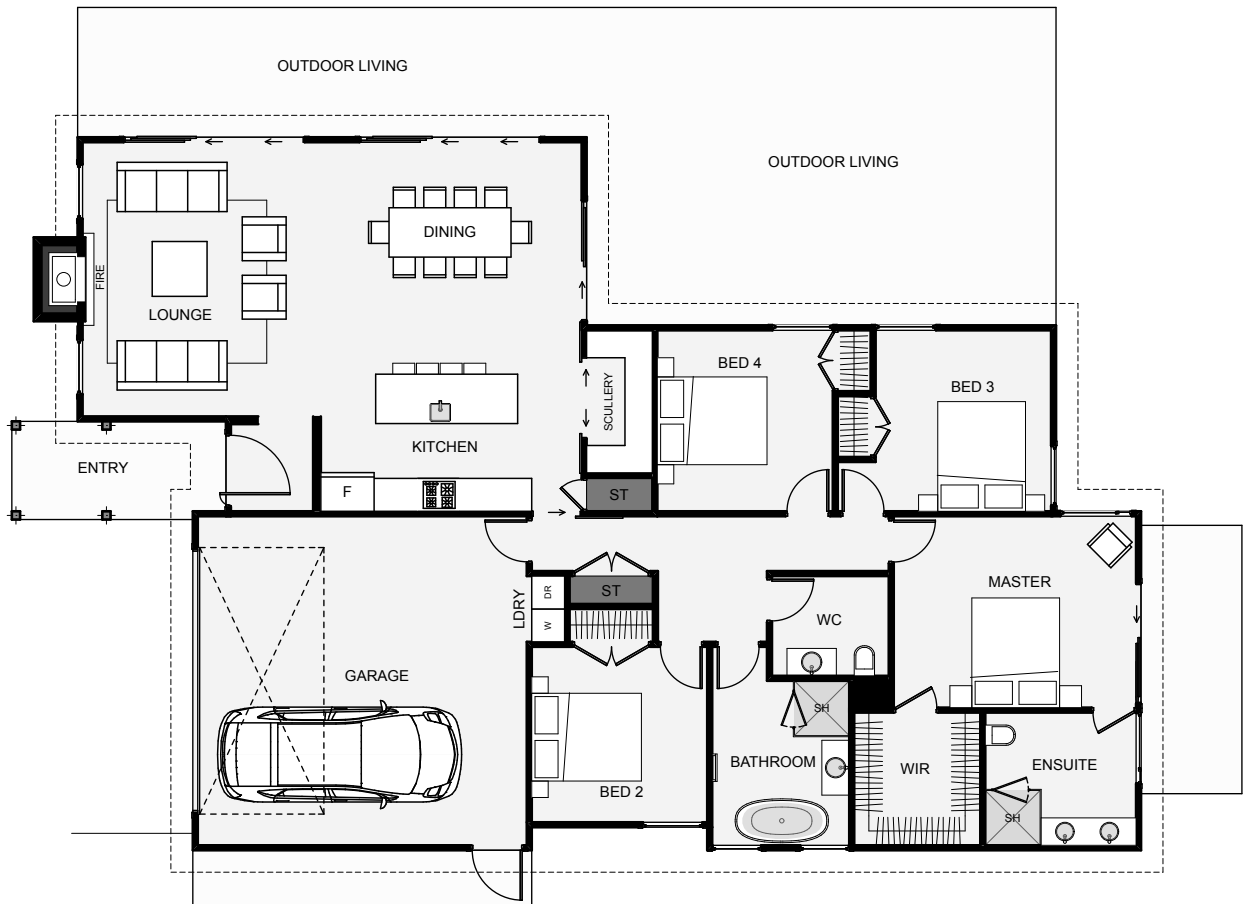 OUTDOOR LIVING
OUTDOOR LIVING
DINING
FIRE
LOUNGE
BED 4
BED 3
SCULLERY
KITCHEN
ENTRY
F
ST
MASTER
ST
DR
LDRY
W
WC
GARAGE
SH
BATHROOM
WIR
ENSUITE
BED 2
SH